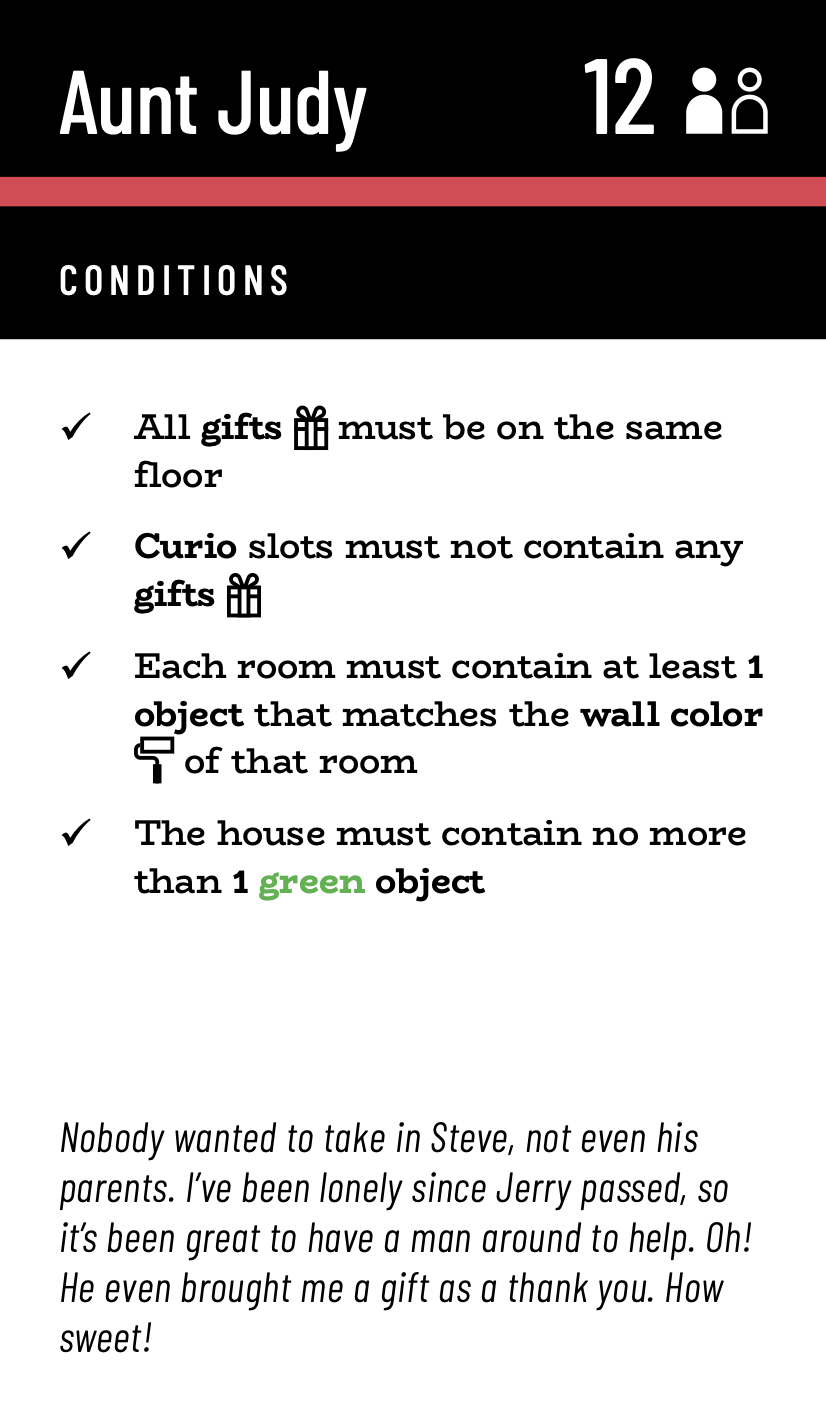 Aunt Judy 12
CONDITIONS
✓ All gifts must be on the same
floor
✓ Curio slots must not contain any
gifts
✓ Each room must contain at least 1
object that matches the wall color
of that room
✓ The house must contain no more
than 1 green object
Nobody wanted to take in Steve, not even his
parents. I've been lonely since Jerry passed, so
it's been great to have a man around to help. Oh!
He even brought me a gift as a thank you. How
sweet!